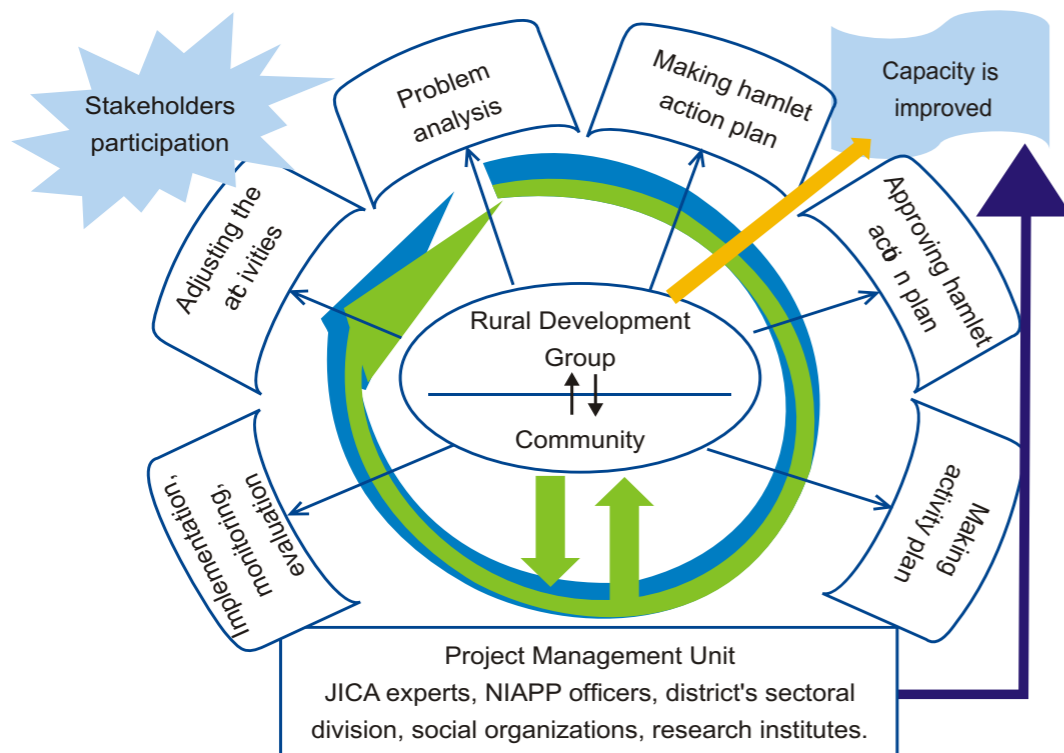 Stakeholders
participation
Problem
analysis
Making hamlet
action plan
Capacity is
improved
Approving hamlet
action plan
Making
activity plan
Implementation,
monitoring,
evaluation
Adjusting the
activities
Rural Development
Group
Community
Project Management Unit
JICA experts, NIAPP officers, district's sectoral
division, social organizations, research institutes.